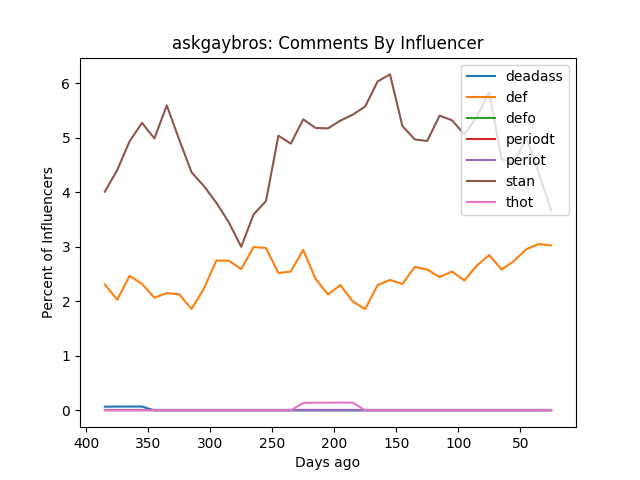 askgaybros: Comments By Influencer
Percent of Influencers
6
5
4
3
2
1
0
deadass
def
defo
periodt
periot
stan
thot
400
350
300
250
200
150
100
50
Days ago